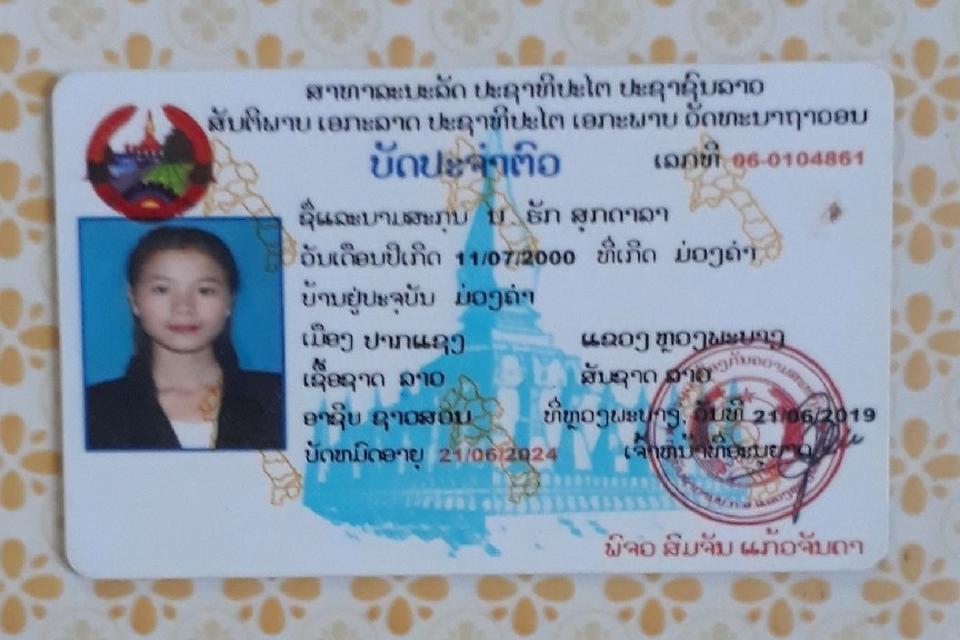 ສາທາລະນະລັດ ປະຊາທິປະໄຕ ປະຊາຊົນລາວ
ສັນຕິພາບ ເອກະລາດ ປະຊາທິປະໄຕ ເອກະພາບ ວັດທະນາຖາວອນ
ບັດປະຈຳຕົວ ເລກທີ 06-0104861
ຊື່ແລະນາມສະກຸນ ນ. ຮັກ ສຸກດາລາ
ວັນເດືອນປີເກີດ 11/07/2000 ທີ່ເກີດ ມ່ອງຄຳ
ບ້ານຢູ່ປະຈຸບັນ ມ່ອງຄຳ
ເມືອງ ປາກແຊງ ແຂວງ ຫຼວງພະບາງ
ເຊື້ອຊາດ ລາວ ສັນຊາດ ລາວ
ອາຊີບ ຊາວສວນ ທີ່ຫຼວງພະບາງ, ວັນທີ 21/06/2019
ບັດຫມົດອາຍຸ 21/06/2024 ເຈົ້າຫນ້າທີ່ອະນຸຍາດ
ພົຈວ ສີມຈັນ ແກ້ວຈັນດາ